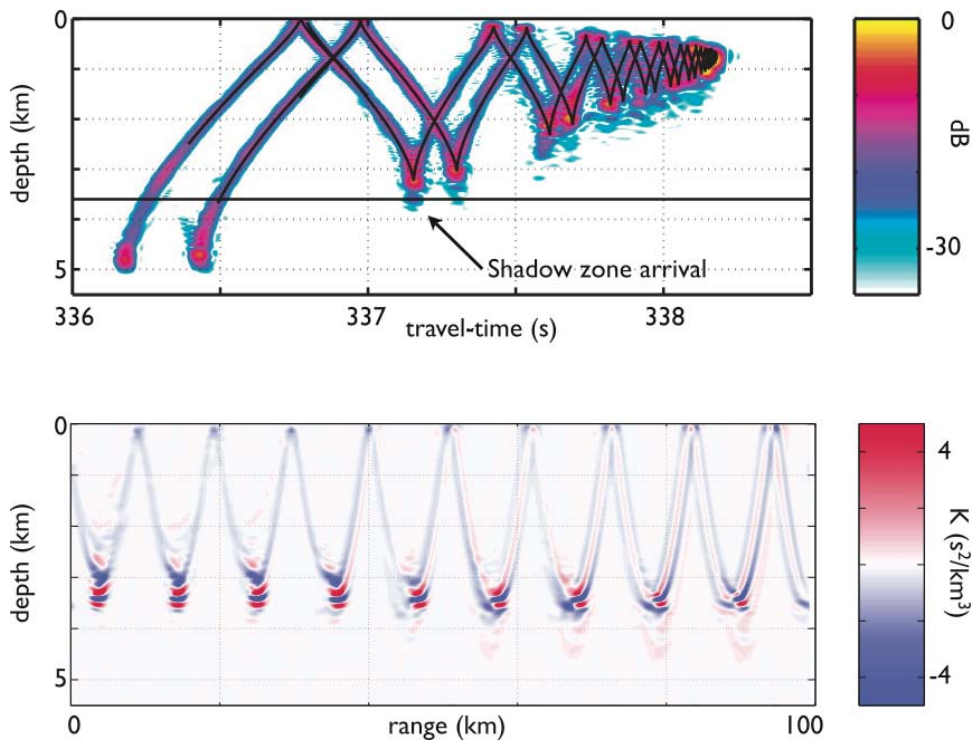 0
5
depth (km)
336
337
338
travel-time (s)
Shadow zone arrival
0
-30
dB
0
5
depth (km)
0
range (km)
100
4
-4
K (s²/km³)